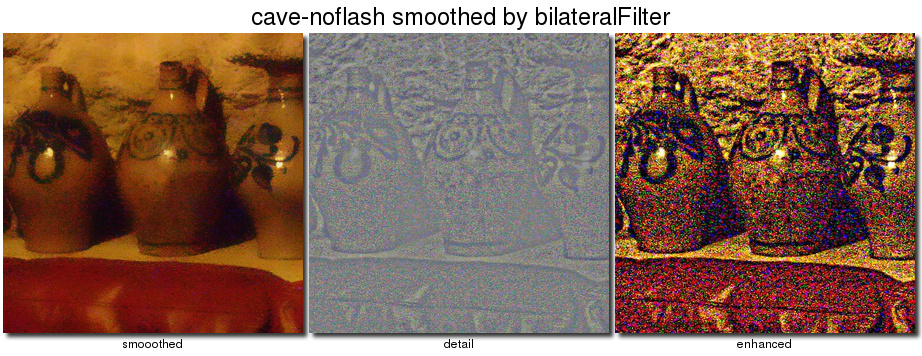 cave-noflash smoothed by bilateralFilter
smooothed
detail
enhanced